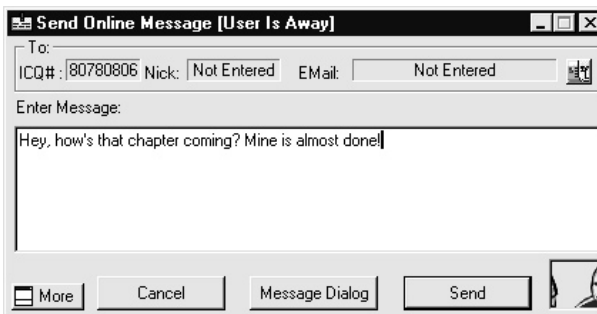 Send Online Message [User Is Away]
To:
ICQ# : 80780806 Nick: Not Entered EMail: Not Entered
Enter Message:
Hey, how's that chapter coming? Mine is almost done!
More Cancel Message Dialog Send